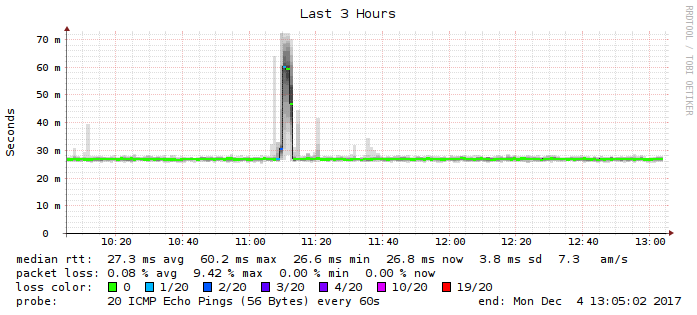 Last 3 Hours
RRDTOOL / TOBI OETIKER
Seconds
70 m
60 m
50 m
40 m
30 m
20 m
10 m
0
10:20 10:40 11:00 11:20 11:40 12:00 12:20 12:40 13:00
median rtt: 27.3 ms avg 60.2 ms max 26.6 ms min 26.8 ms now 3.8 ms sd 7.3 am/s
packet loss: 0.08 % avg 9.42 % max 0.00 % min 0.00 % now
loss color: 0 1/20 2/20 3/20 4/20 10/20 19/20
probe: 20 ICMP Echo Pings (56 Bytes) every 60s end: Mon Dec 4 13:05:02 2017